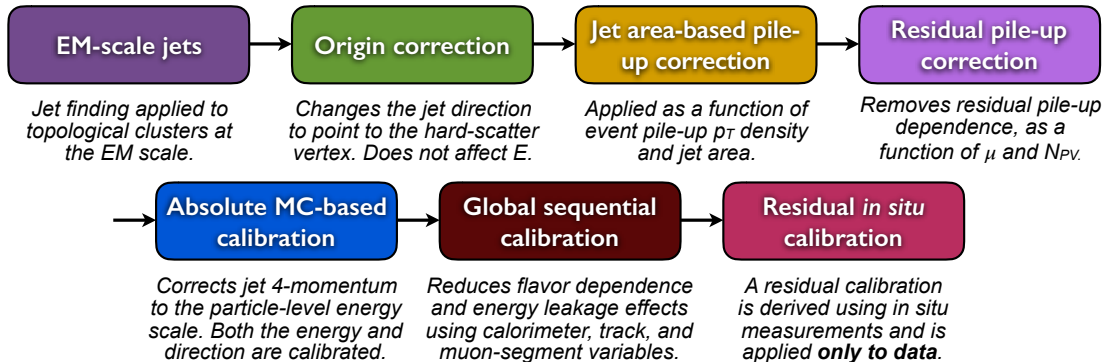 EM-scale jets
Jet finding applied to
topological clusters at
the EM scale.
Origin correction
Changes the jet direction
to point to the hard-scatter
vertex. Does not affect E.
Jet area-based pile-
up correction
Applied as a function of
event pile-up pT density
and jet area.
Residual pile-up
correction
Removes residual pile-up
dependence, as a
function of μ and NPV.
Absolute MC-based
calibration
Corrects jet 4-momentum
to the particle-level energy
scale. Both the energy and
direction are calibrated.
Global sequential
calibration
Reduces flavor dependence
and energy leakage effects
using calorimeter, track, and
muon-segment variables.
Residual in situ
calibration
A residual calibration
is derived using in situ
measurements and is
applied only to data.